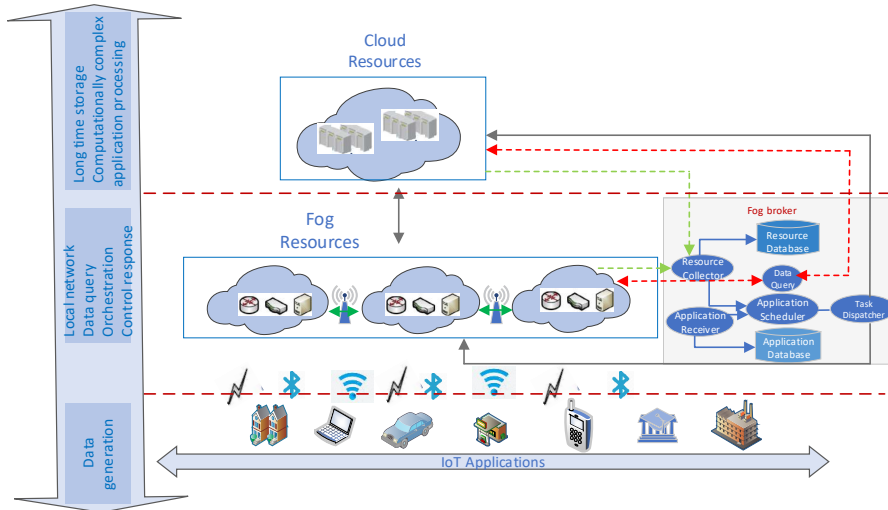 Cloud
Resources
Long time storage
Computationally complex
application processing
Fog
Resources
Local network
Data query
Orchestration
Control response
Fog broker
Resource
Database
Resource
Collector
Data
Query
Application
Scheduler
Task
Dispatcher
Application
Receiver
Application
Database
Data
generation
IoT Applications